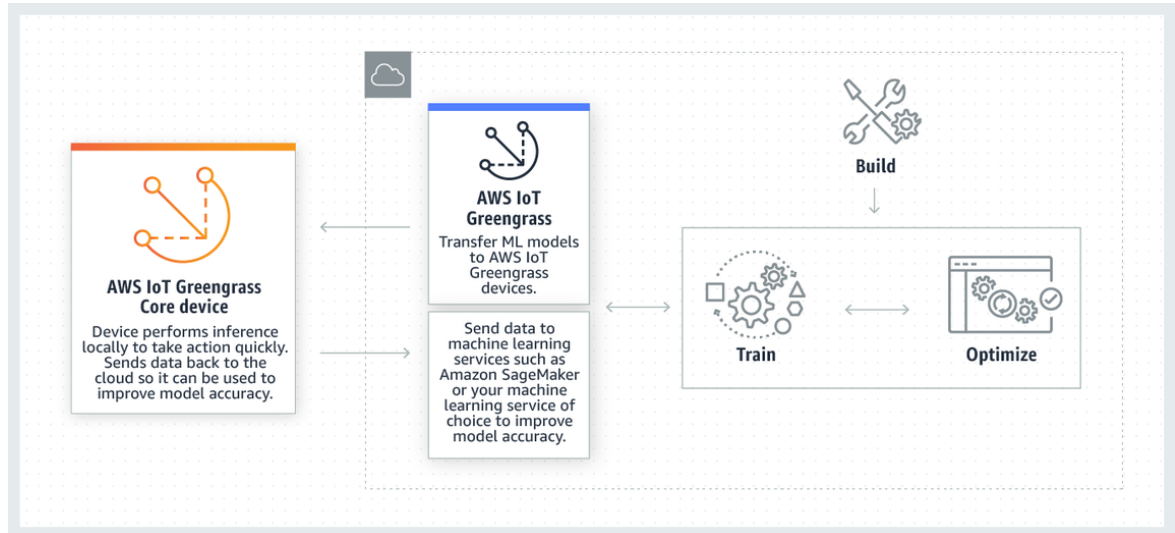 AWS IoT Greengrass
Core device
Device performs inference
locally to take action quickly.
Sends data back to the
cloud so it can be used to
improve model accuracy.
AWS IoT
Greengrass
Transfer ML models
to AWS IoT
Greengrass
devices.
Send data to
machine learning
services such as
Amazon SageMaker
or your machine
learning service of
choice to improve
model accuracy.
Build
Train
Optimize